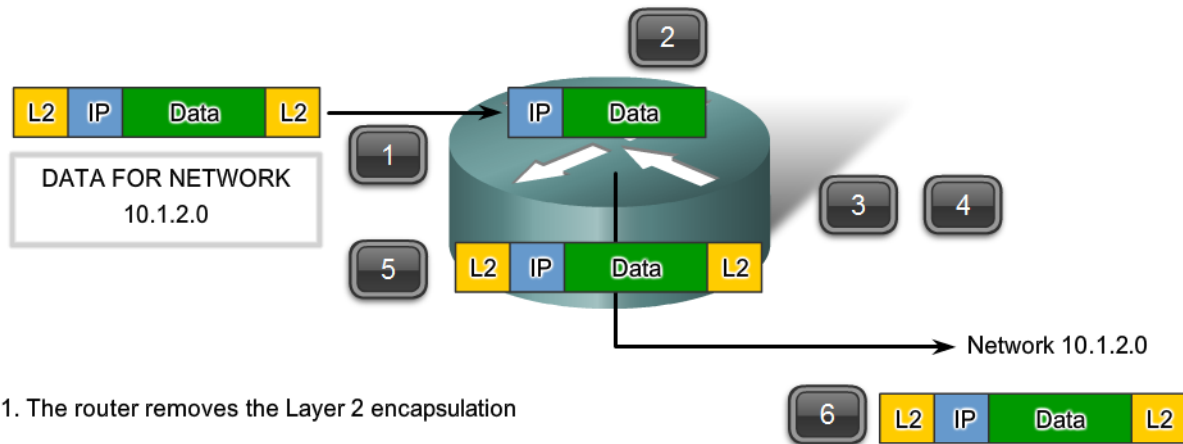 2
L2 IP Data L2
IP Data
1
DATA FOR NETWORK
10.1.2.0
3 4
5
L2 IP Data L2
Network 10.1.2.0
1. The router removes the Layer 2 encapsulation
6
L2 IP Data L2